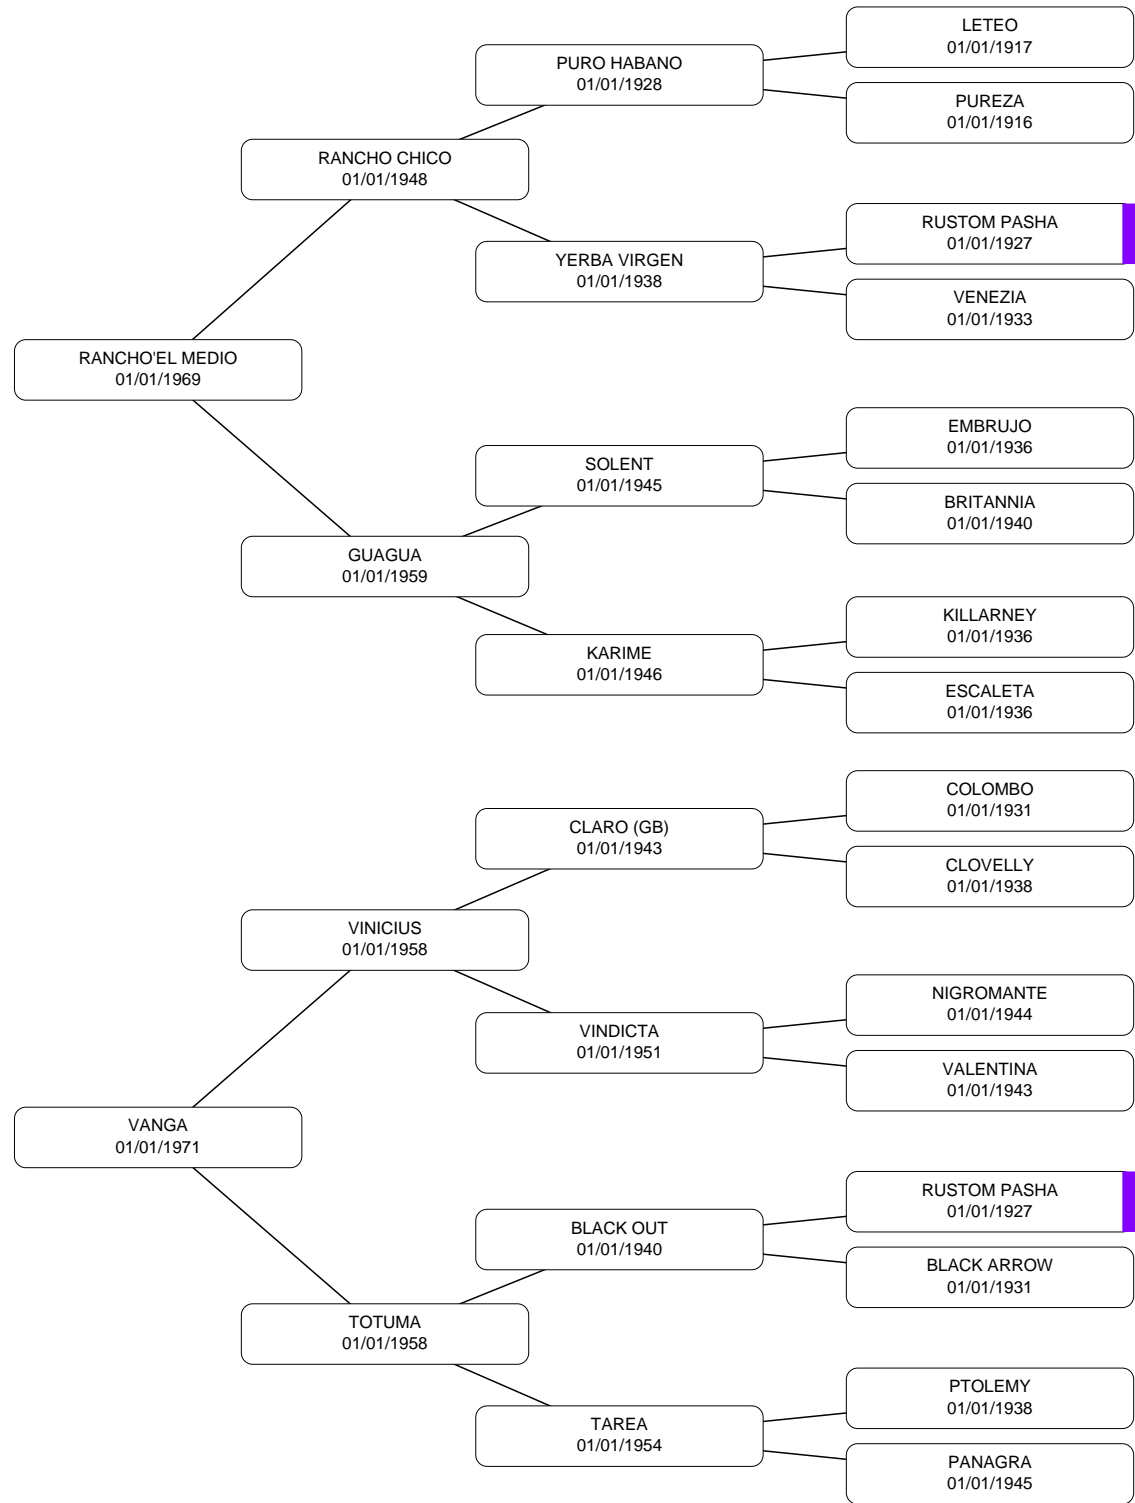 LETEO
01/01/1917
PURO HABANO
01/01/1928
PUREZA
01/01/1916
RANCHO CHICO
01/01/1948
RUSTOM PASHA
01/01/1927
YERBA VIRGEN
01/01/1938
VENEZIA
01/01/1933
RANCHO'EL MEDIO
01/01/1969
EMBRUJO
01/01/1936
SOLENT
01/01/1945
BRITANNIA
01/01/1940
GUAGUA
01/01/1959
KILLARNEY
01/01/1936
KARIME
01/01/1946
ESCALETA
01/01/1936
COLOMBO
01/01/1931
CLARO (GB)
01/01/1943
CLOVELLY
01/01/1938
VINICIUS
01/01/1958
NIGROMANTE
01/01/1944
VINDICTA
01/01/1951
VALENTINA
01/01/1943
VANGA
01/01/1971
RUSTOM PASHA
01/01/1927
BLACK OUT
01/01/1940
BLACK ARROW
01/01/1931
TOTUMA
01/01/1958
PTOLEMY
01/01/1938
TAREA
01/01/1954
PANAGRA
01/01/1945